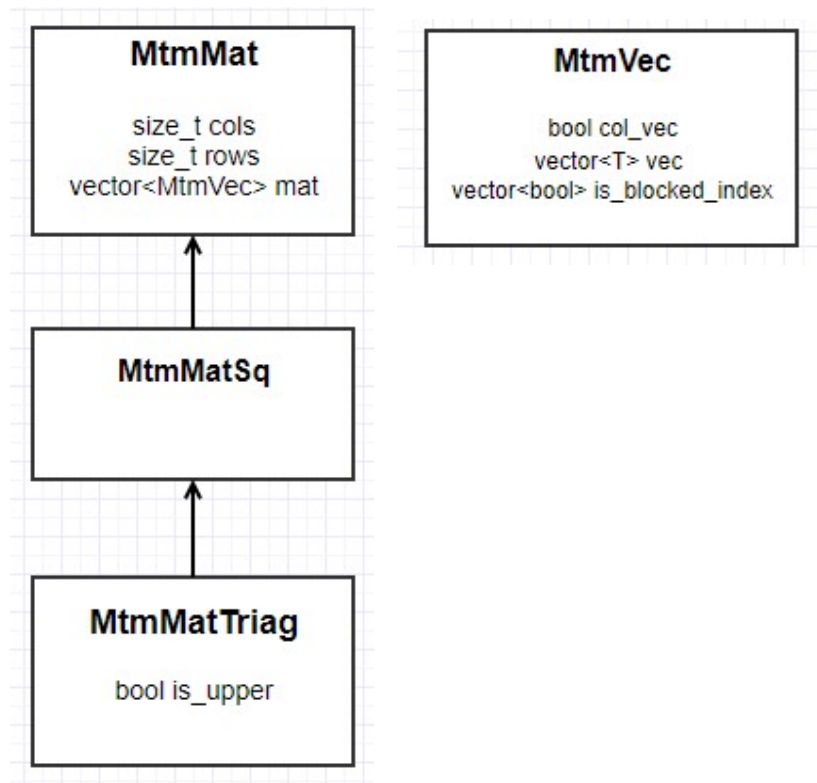 MtmMat
size_t cols
size_t rows
vector<MtmVec> mat
MtmVec
bool col_vec
vector<T> vec
vector<bool> is_blocked_index
MtmMatSq
MtmMatTriag
bool is_upper